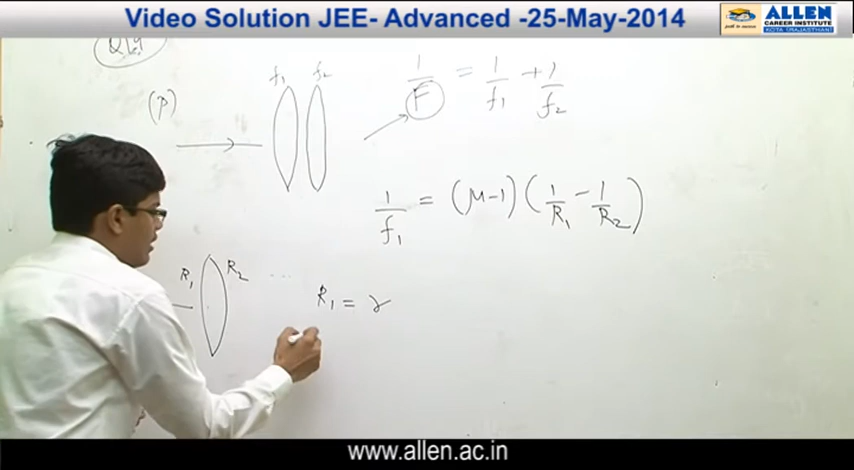 Video Solution JEE- Advanced -25-May-2014
ALLEN
CAREER INSTITUTE
KOTA (RAJASTHAN)
Q19
f₁ f₂
1/F = 1/f₁ + 1/f₂
(P)
1/f₁ = (μ-1)(1/R₁ - 1/R₂)
R₁ R₂
R₁ = r
www.allen.ac.in